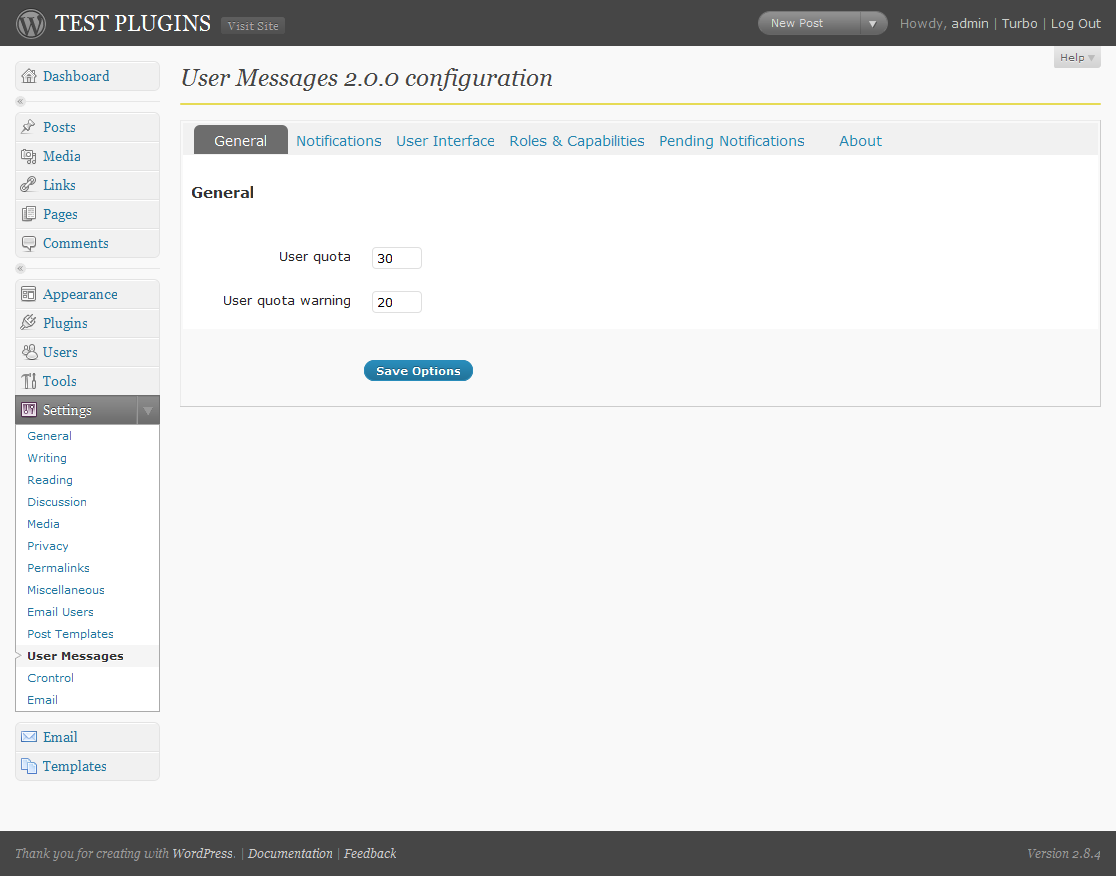 TEST PLUGINS Visit Site New Post Howdy, admin | Turbo | Log Out
Help
Dashboard
Posts
Media
Links
Pages
Comments
Appearance
Plugins
Users
Tools
Settings
General
Writing
Reading
Discussion
Media
Privacy
Permalinks
Miscellaneous
Email Users
Post Templates
User Messages
Crontrol
Email
Email
Templates
User Messages 2.0.0 configuration
General Notifications User Interface Roles & Capabilities Pending Notifications About
General
User quota 30
User quota warning 20
Save Options
Thank you for creating with WordPress. | Documentation | Feedback Version 2.8.4